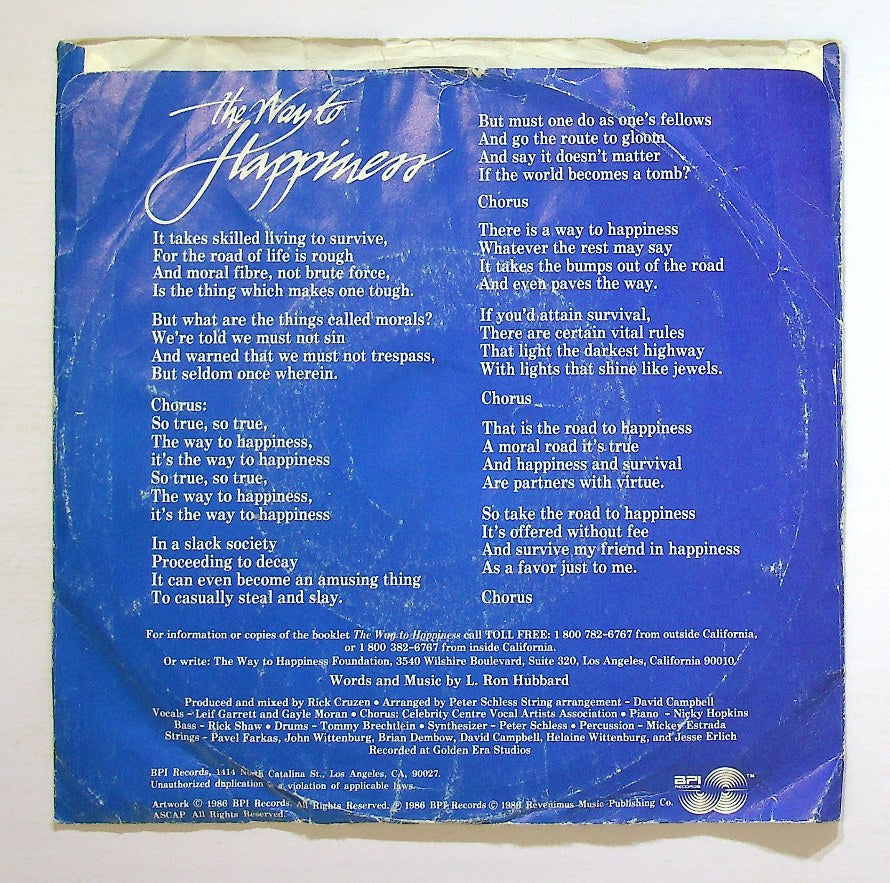 the Way to
Happiness
It takes skilled living to survive,
For the road of life is rough
And moral fibre, not brute force,
Is the thing which makes one tough.
But what are the things called morals?
We're told we must not sin
And warned that we must not trespass,
But seldom once wherein.
Chorus:
So true, so true,
The way to happiness,
it's the way to happiness
So true, so true,
The way to happiness,
it's the way to happiness
In a slack society
Proceeding to decay
It can even become an amusing thing
To casually steal and slay.
But must one do as one's fellows
And go the route to gloom
And say it doesn't matter
If the world becomes a tomb?
Chorus
There is a way to happiness
Whatever the rest may say
It takes the bumps out of the road
And even paves the way.
If you'd attain survival,
There are certain vital rules
That light the darkest highway
With lights that shine like jewels.
Chorus
That is the road to happiness
A moral road it's true
And happiness and survival
Are partners with virtue.
So take the road to happiness
It's offered without fee
And survive my friend in happiness
As a favor just to me.
Chorus
For information or copies of the booklet The Way to Happiness call TOLL FREE: 1 800 782-6767 from outside California,
or 1 800 382-6767 from inside California.
Or write: The Way to Happiness Foundation, 3540 Wilshire Boulevard, Suite 320, Los Angeles, California 90010.
Words and Music by L. Ron Hubbard
Produced and mixed by Rick Cruzen • Arranged by Peter Schless String arrangement – David Campbell
Vocals – Leif Garrett and Gayle Moran • Chorus: Celebrity Centre Vocal Artists Association • Piano – Nicky Hopkins
Bass – Rick Shaw • Drums – Tommy Brechtlein • Synthesizer – Peter Schless • Percussion – Mickey Estrada
Strings – Pavel Farkas, John Wittenburg, Brian Dembow, David Campbell, Helaine Wittenburg, and Jesse Erlich
Recorded at Golden Era Studios
BPI Records, 1414 North Catalina St., Los Angeles, CA, 90027.
Unauthorized duplication is a violation of applicable laws.
Artwork © 1986 BPI Records. All Rights Reserved. ℗ 1986 BPI Records © 1986 Revenimus Music Publishing Co.
ASCAP All Rights Reserved.
BPI
RECORDS
TM